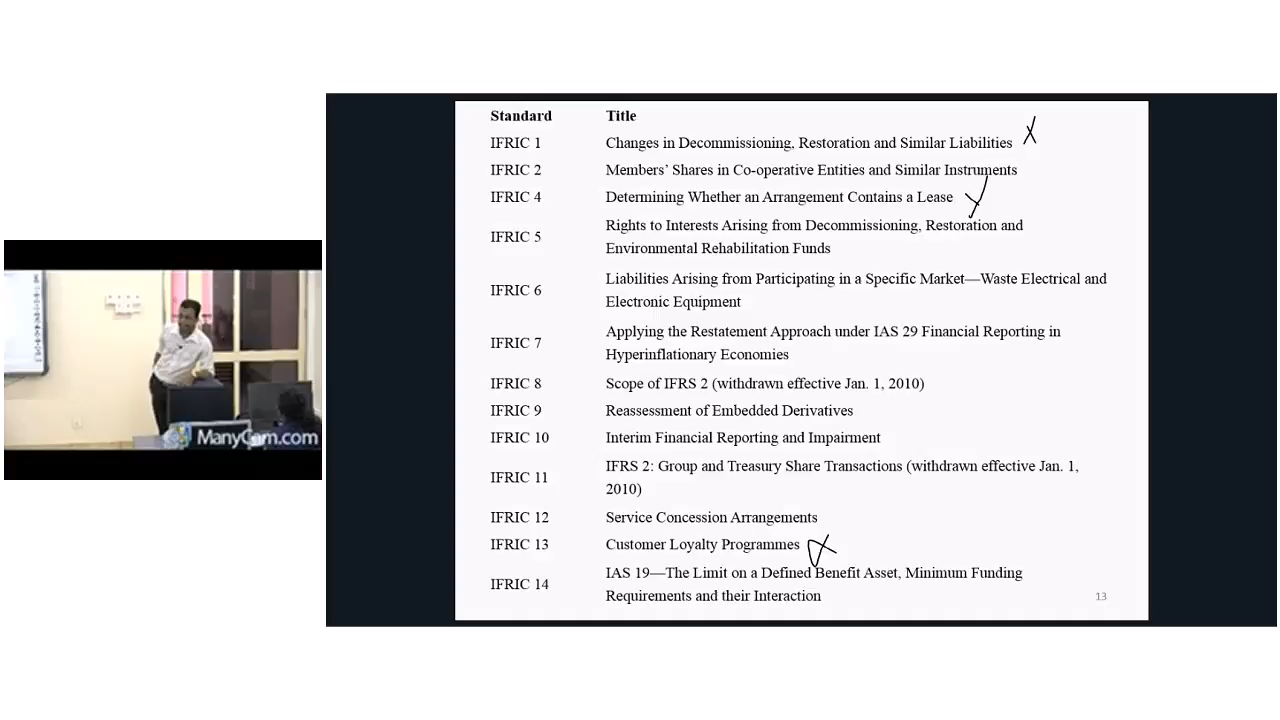 Standard Title
IFRIC 1 Changes in Decommissioning, Restoration and Similar Liabilities
IFRIC 2 Members’ Shares in Co-operative Entities and Similar Instruments
IFRIC 4 Determining Whether an Arrangement Contains a Lease
IFRIC 5 Rights to Interests Arising from Decommissioning, Restoration and
Environmental Rehabilitation Funds
IFRIC 6 Liabilities Arising from Participating in a Specific Market—Waste Electrical and
Electronic Equipment
IFRIC 7 Applying the Restatement Approach under IAS 29 Financial Reporting in
Hyperinflationary Economies
IFRIC 8 Scope of IFRS 2 (withdrawn effective Jan. 1, 2010)
IFRIC 9 Reassessment of Embedded Derivatives
IFRIC 10 Interim Financial Reporting and Impairment
IFRIC 11 IFRS 2: Group and Treasury Share Transactions (withdrawn effective Jan. 1,
2010)
IFRIC 12 Service Concession Arrangements
IFRIC 13 Customer Loyalty Programmes
IFRIC 14 IAS 19—The Limit on a Defined Benefit Asset, Minimum Funding
Requirements and their Interaction
13
ManyCam.com